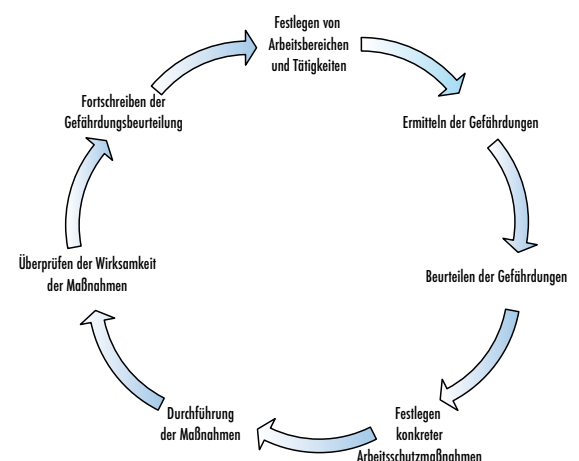 Festlegen von
Arbeitsbereichen
und Tätigkeiten
Ermitteln der Gefährdungen
Beurteilen der Gefährdungen
Festlegen
konkreter
Arbeitsschutzmaßnahmen
Durchführung
der Maßnahmen
Überprüfen der Wirksamkeit
der Maßnahmen
Fortschreiben der
Gefährdungsbeurteilung